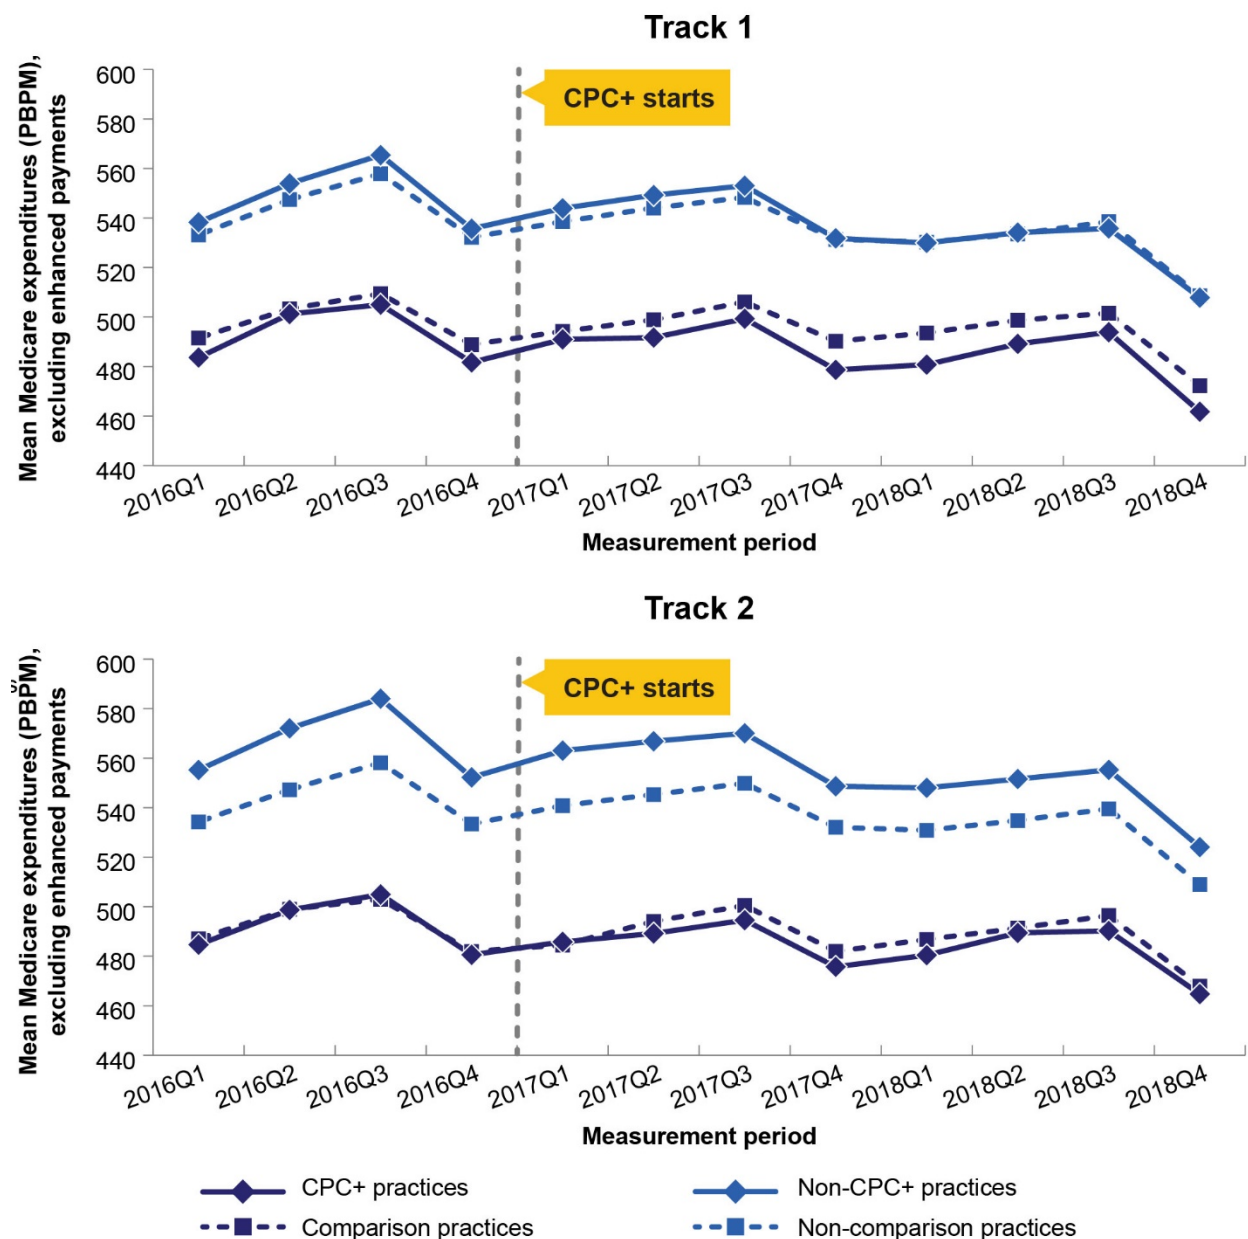 Track 1
Mean Medicare expenditures (PBPM),
excluding enhanced payments
600
580
560
540
520
500
480
460
440
CPC+ starts
2016Q1
2016Q2
2016Q3
2016Q4
2017Q1
2017Q2
2017Q3
2017Q4
2018Q1
2018Q2
2018Q3
2018Q4
Measurement period
Track 2
Mean Medicare expenditures (PBPM),
excluding enhanced payments
600
580
560
540
520
500
480
460
440
CPC+ starts
2016Q1
2016Q2
2016Q3
2016Q4
2017Q1
2017Q2
2017Q3
2017Q4
2018Q1
2018Q2
2018Q3
2018Q4
Measurement period
CPC+ practices
Non-CPC+ practices
Comparison practices
Non-comparison practices